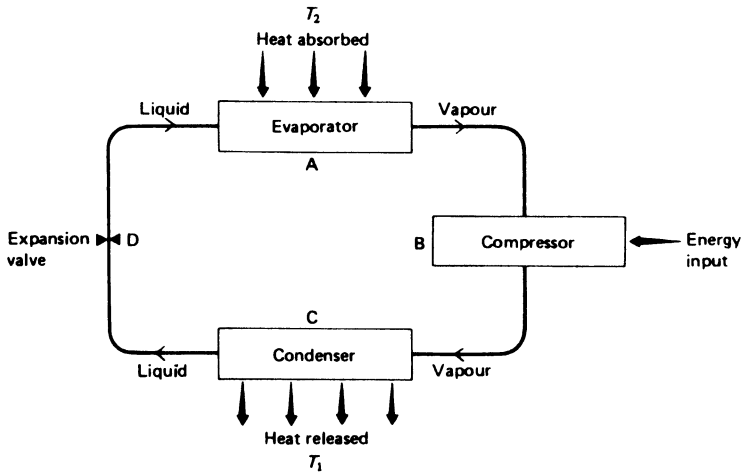 T₂
Heat absorbed
Liquid
Vapour
Evaporator
A
Expansion
valve
D
B
Compressor
Energy
input
C
Condenser
Liquid
Vapour
Heat released
T₁